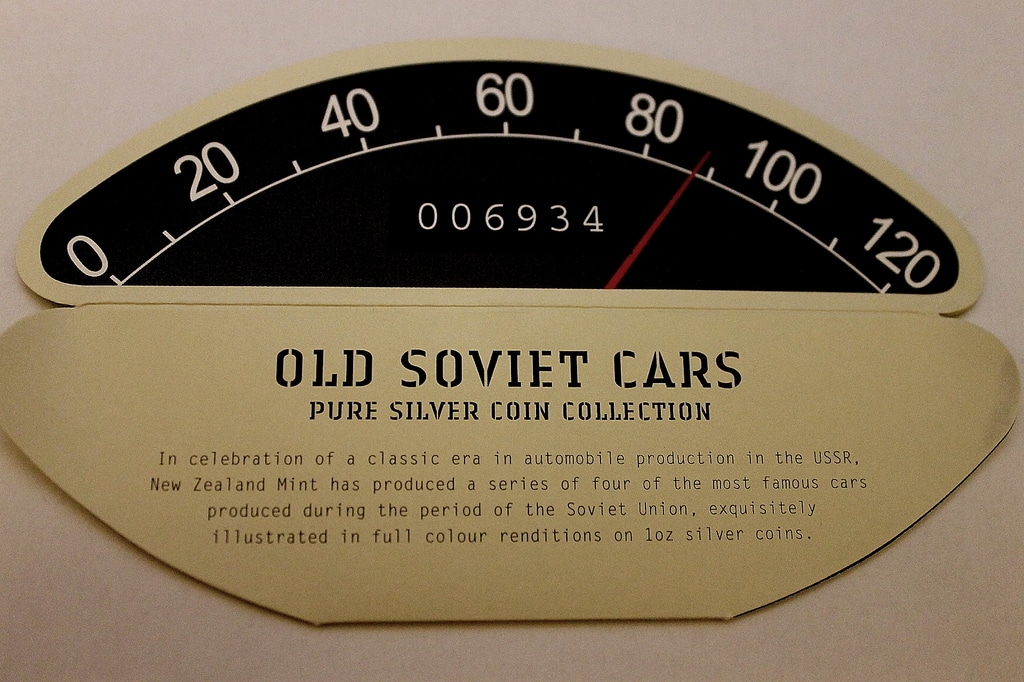 0 20 40 60 80 100 120
006934
OLD SOVIET CARS
PURE SILVER COIN COLLECTION
In celebration of a classic era in automobile production in the USSR,
New Zealand Mint has produced a series of four of the most famous cars
produced during the period of the Soviet Union, exquisitely
illustrated in full colour renditions on 1oz silver coins.